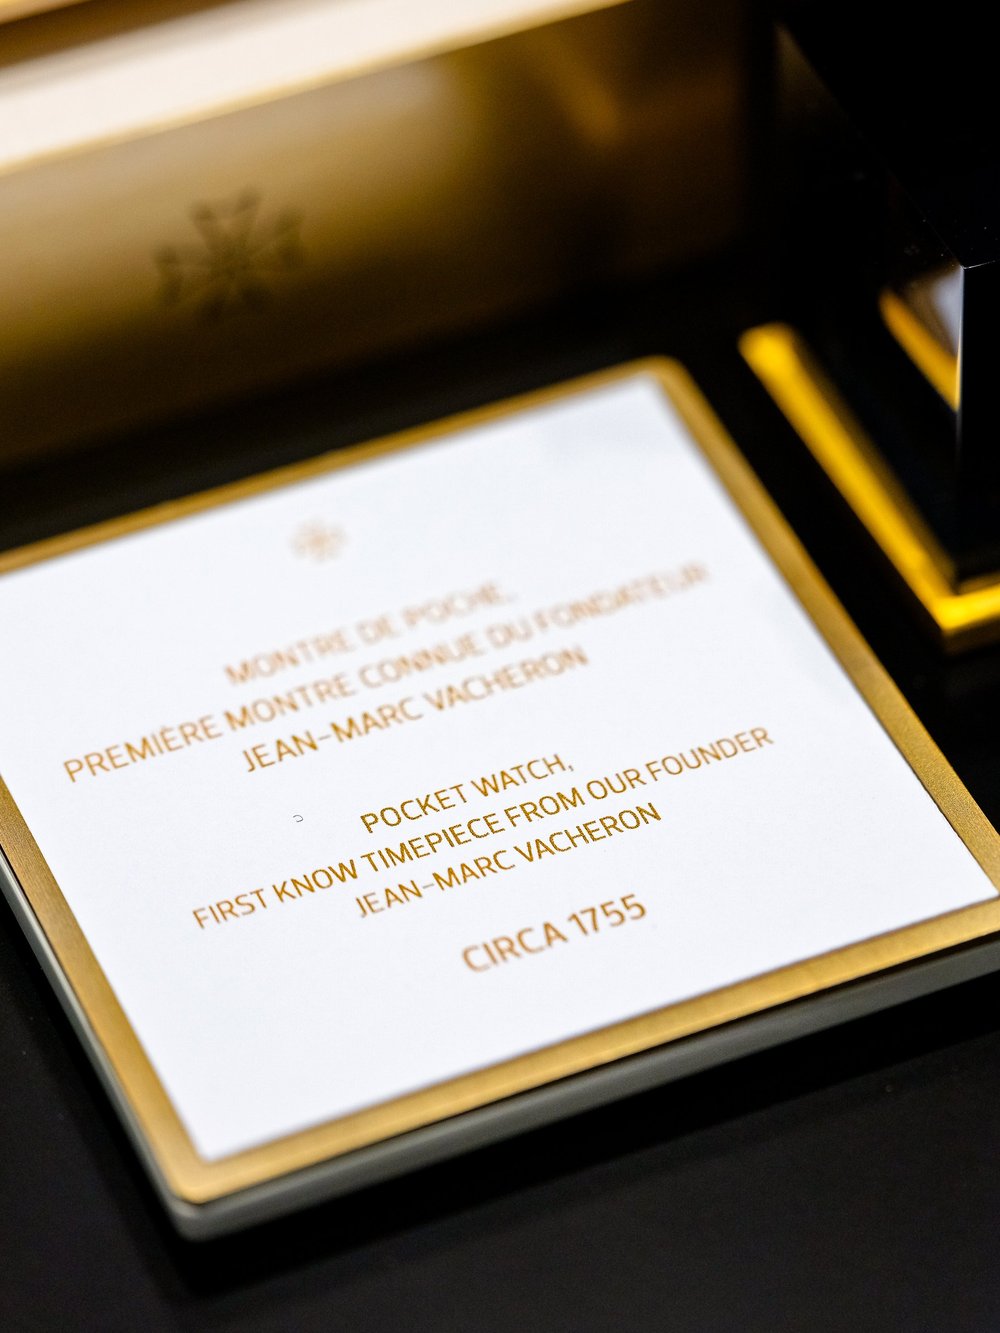 MONTRE DE POCHE,
PREMIÈRE MONTRE CONNUE DU FONDATEUR
JEAN-MARC VACHERON
POCKET WATCH,
FIRST KNOW TIMEPIECE FROM OUR FOUNDER
JEAN-MARC VACHERON
CIRCA 1755